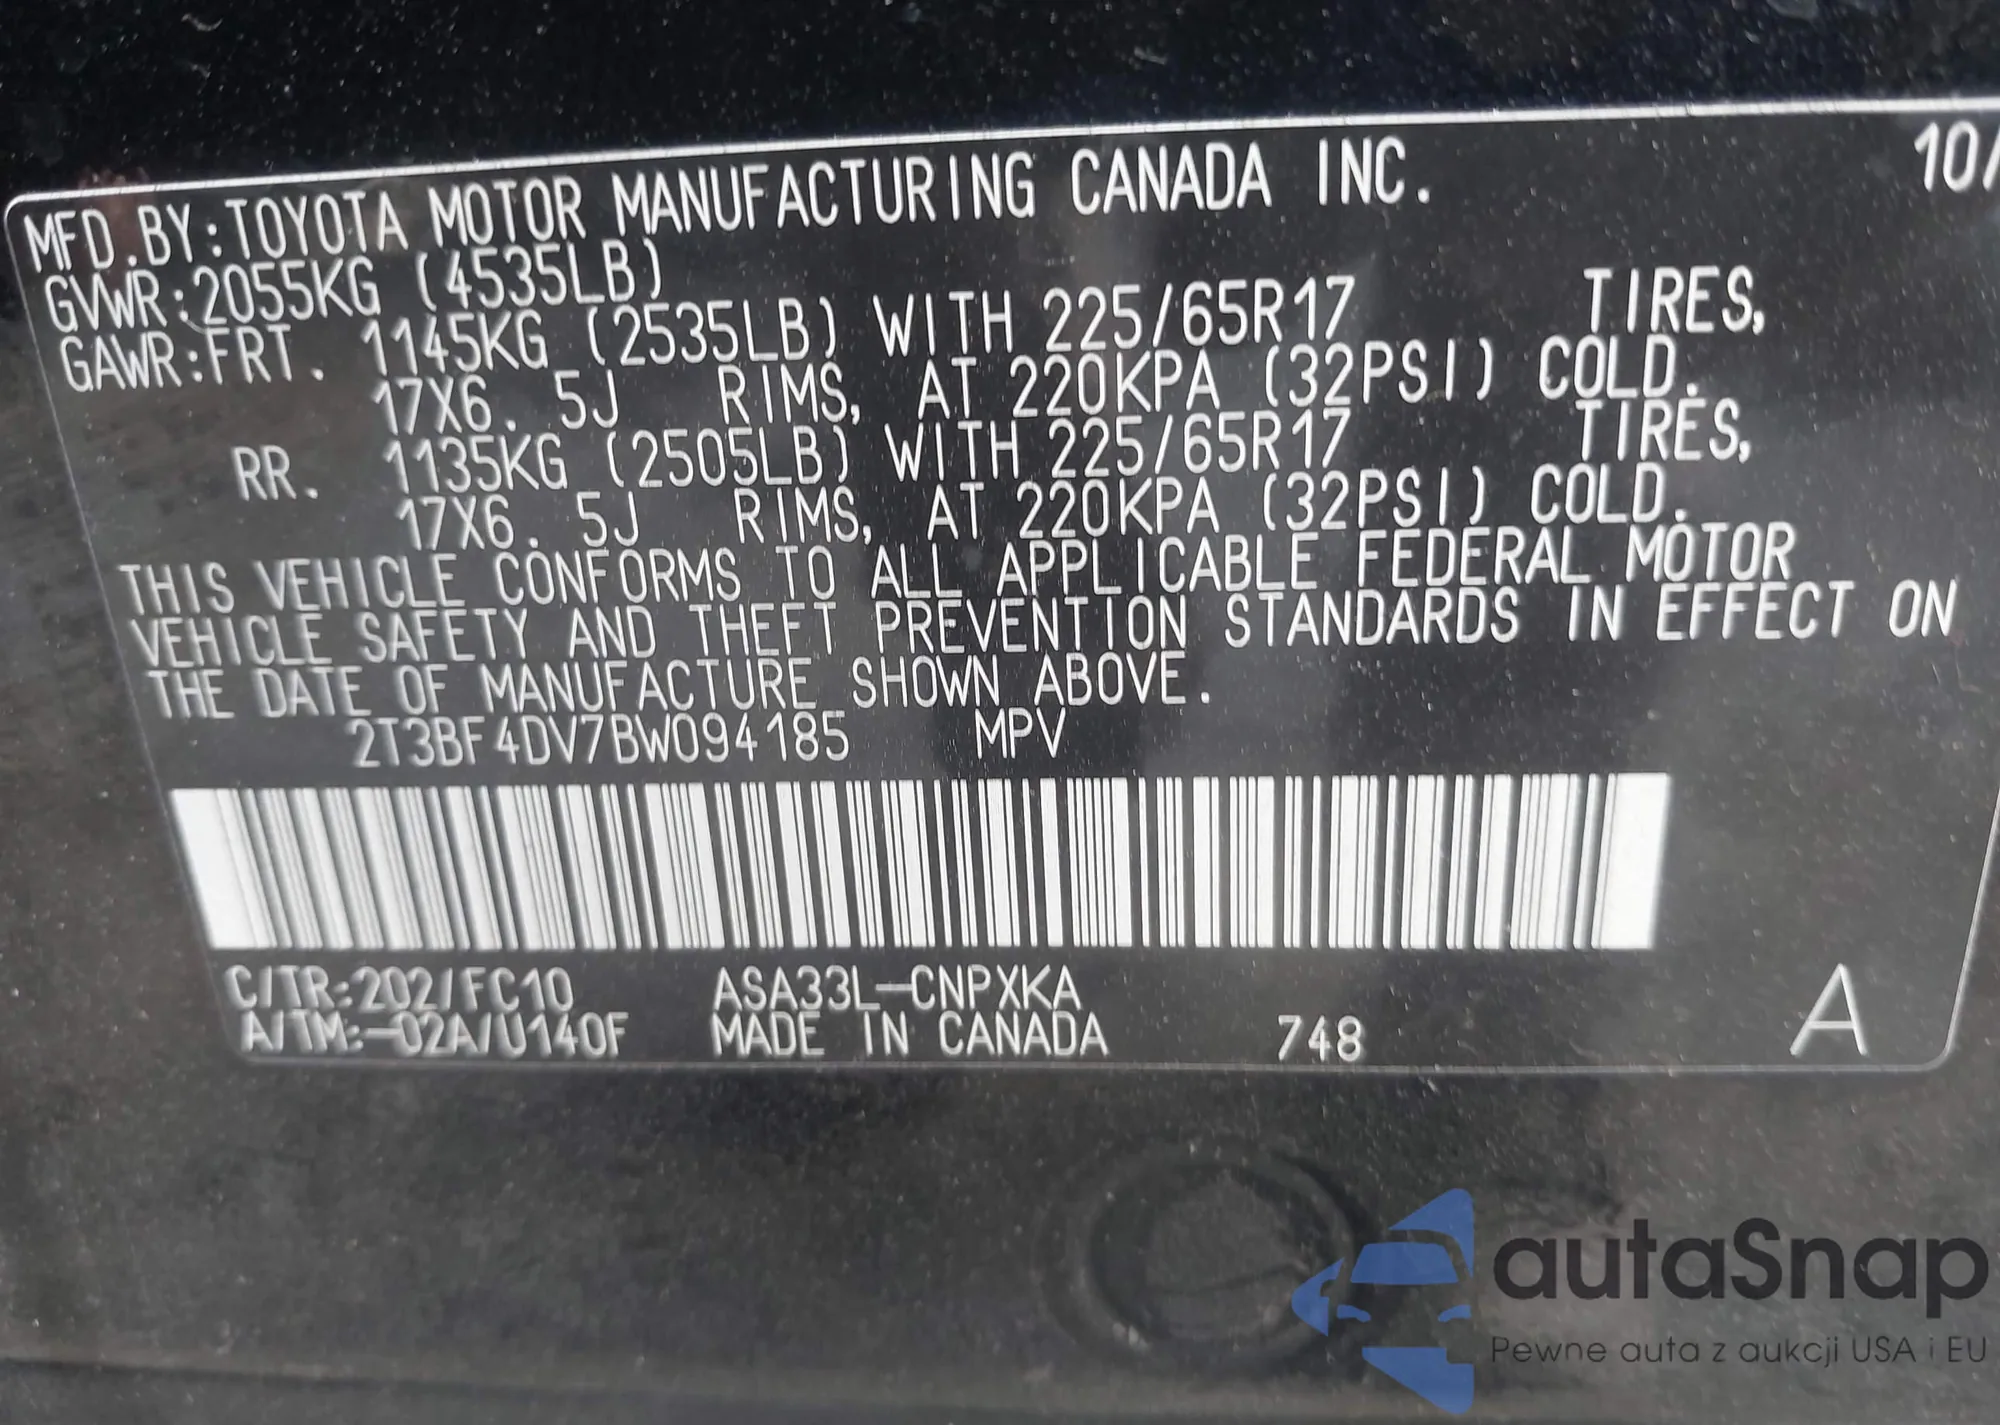 MFD.BY:TOYOTA MOTOR MANUFACTURING CANADA INC. 10/
GVWR:2055KG (4535LB)
GAWR:FRT. 1145KG (2535LB) WITH 225/65R17 TIRES,
17X6. 5J RIMS, AT 220KPA (32PSI) COLD.
RR. 1135KG (2505LB) WITH 225/65R17 TIRES,
17X6. 5J RIMS, AT 220KPA (32PSI) COLD.
THIS VEHICLE CONFORMS TO ALL APPLICABLE FEDERAL MOTOR
VEHICLE SAFETY AND THEFT PREVENTION STANDARDS IN EFFECT ON
THE DATE OF MANUFACTURE SHOWN ABOVE.
2T3BF4DV7BW094185 MPV
C/TR:202/FC10 ASA33L-CNPXKA
A/TM:-02A/U140F MADE IN CANADA 748 A
autaSnap
Pewne auta z aukcji USA i EU